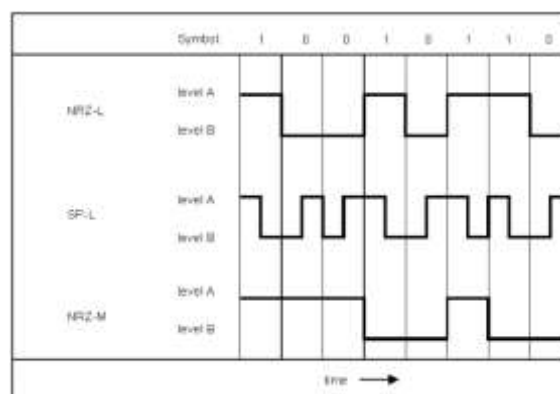 Symbol: 1 0 0 1 0 1 1 0
level A
NRZ-L
level B
level A
SP-L
level B
level A
NRZ-M
level B
time